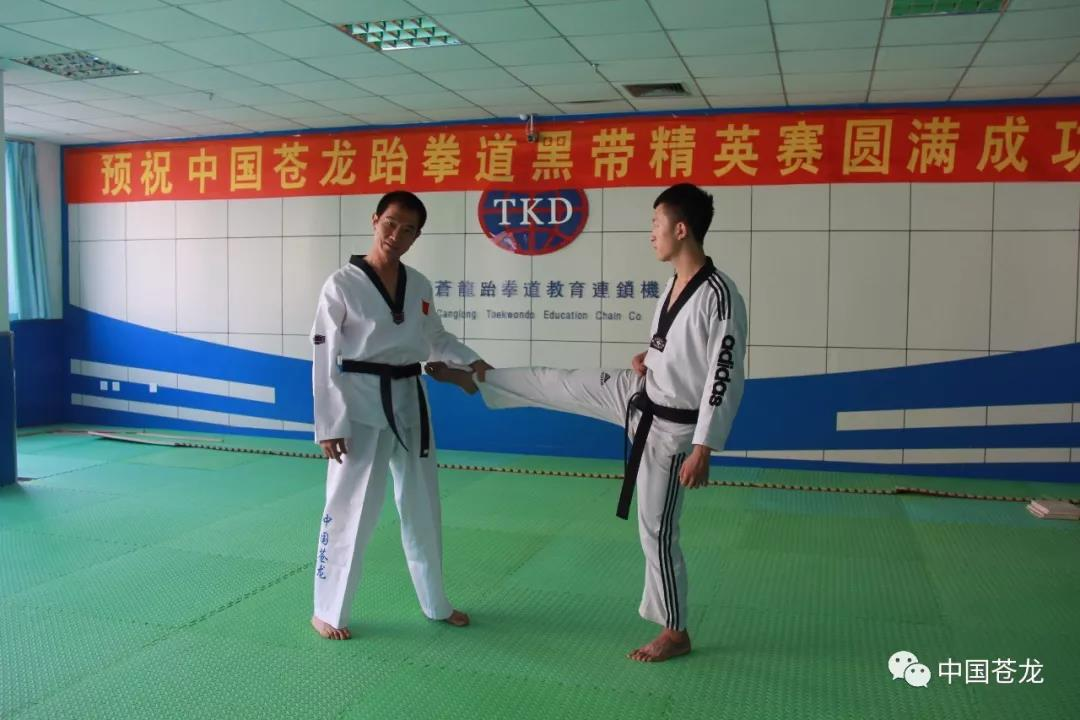 预祝中国苍龙跆拳道黑带精英赛圆满成功
TKD
蒼龍跆拳道教育連鎖機
Canglong Taekwondo Education Chain Co
adidas
中国苍龙
中国苍龙